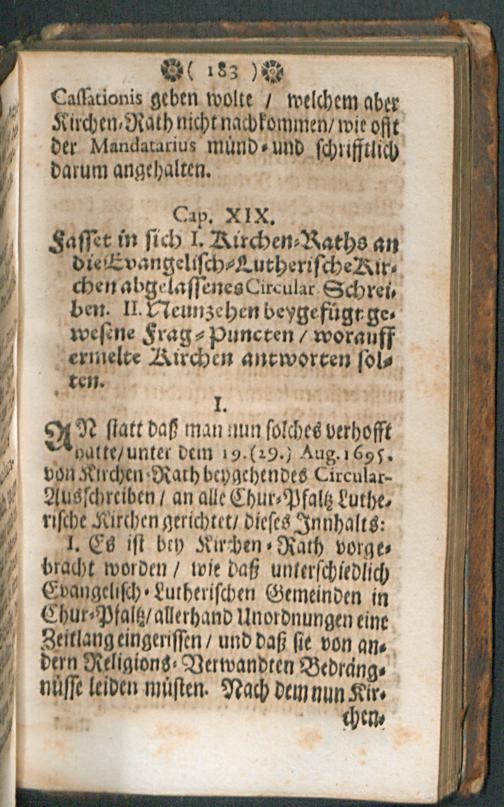 ( 183 )
Cassationis geben wolte / welchem aber
Kirchen-Rath nicht nachkommen/ wie offt
der Mandatarius münd- und schrifftlich
darum angehalten.
Cap. XIX.
Fasset in sich I. Kirchen-Raths an
die Evangelisch-Lutherische Kir-
chen abgelassenes Circular Schrei-
ben. II. Neunzehen beygefügt ge-
wesene Frag-Puncten / worauff
ermelte Kirchen antworten sol-
ten.
I.
AN statt daß man nun solches verhofft
hatte/ unter dem 19. (29.) Aug. 1695.
von Kirchen-Rath beygehendes Circular-
Ausschreiben / an alle Chur-Pfaltz Luthe-
rische Kirchen gerichtet/ dieses Innhalts:
I. Es ist bey Kirchen-Rath vorge-
bracht worden / wie daß unterschiedlich
Evangelisch-Lutherischen Gemeinden in
Chur-Pfaltz/ allerhand Unordnungen eine
Zeitlang eingerissen / und daß sie von an-
dern Religions-Verwandten Bedräng-
nüsse leiden müsten. Nach dem nun Kir-
chen-